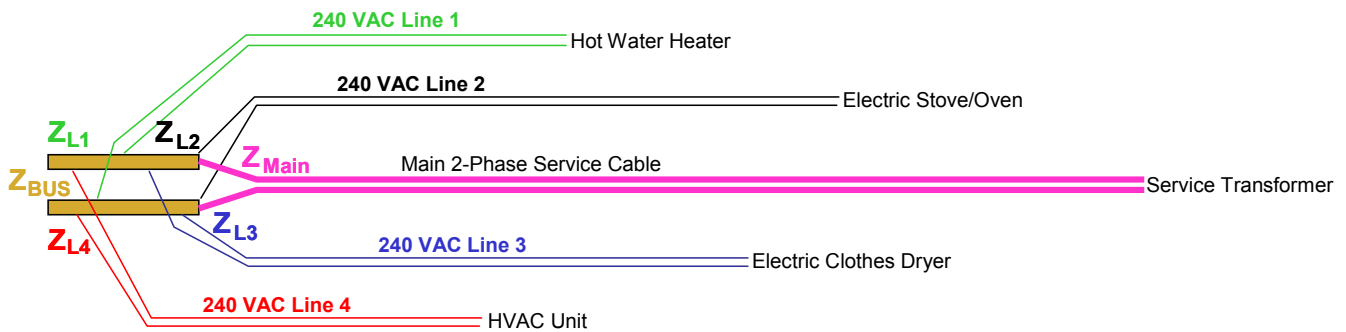 240 VAC Line 1
Hot Water Heater
240 VAC Line 2
Electric Stove/Oven
ZL1
ZL2
ZMain
Main 2-Phase Service Cable
ZBUS
Service Transformer
ZL3
ZL4
240 VAC Line 3
Electric Clothes Dryer
240 VAC Line 4
HVAC Unit